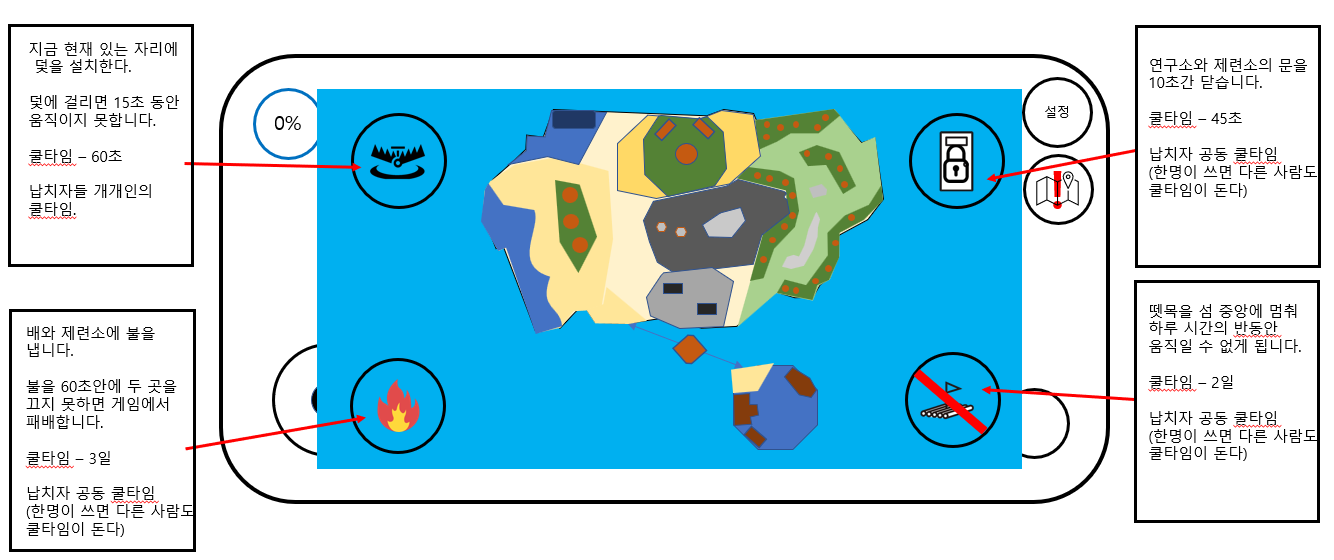 지금 현재 있는 자리에
덫을 설치한다.
덫에 걸리면 15초 동안
움직이지 못합니다.
쿨타임 – 60초
납치자들 개개인의
쿨타임.
배와 제련소에 불을
냅니다.
불을 60초안에 두 곳을
끄지 못하면 게임에서
패배합니다.
쿨타임 – 3일
납치자 공동 쿨타임
(한명이 쓰면 다른 사람도
쿨타임이 돈다)
0%
설정
연구소와 제련소의 문을
10초간 닫습니다.
쿨타임 – 45초
납치자 공동 쿨타임
(한명이 쓰면 다른 사람도
쿨타임이 돈다)
뗏목을 섬 중앙에 멈춰
하루 시간의 반동안
움직일 수 없게 됩니다.
쿨타임 – 2일
납치자 공동 쿨타임
(한명이 쓰면 다른 사람도
쿨타임이 돈다)